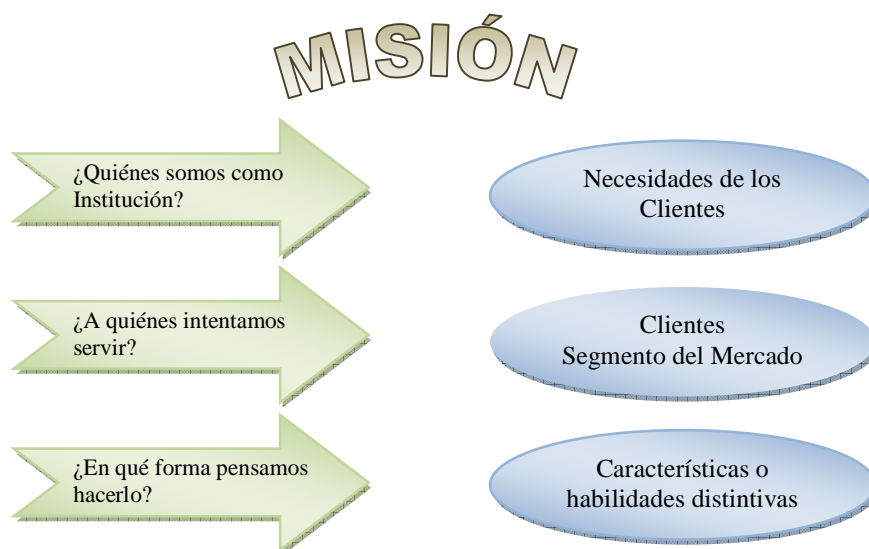 MISIÓN
¿Quiénes somos como
Institución?
Necesidades de los
Clientes
¿A quiénes intentamos
servir?
Clientes
Segmento del Mercado
¿En qué forma pensamos
hacerlo?
Características o
habilidades distintivas